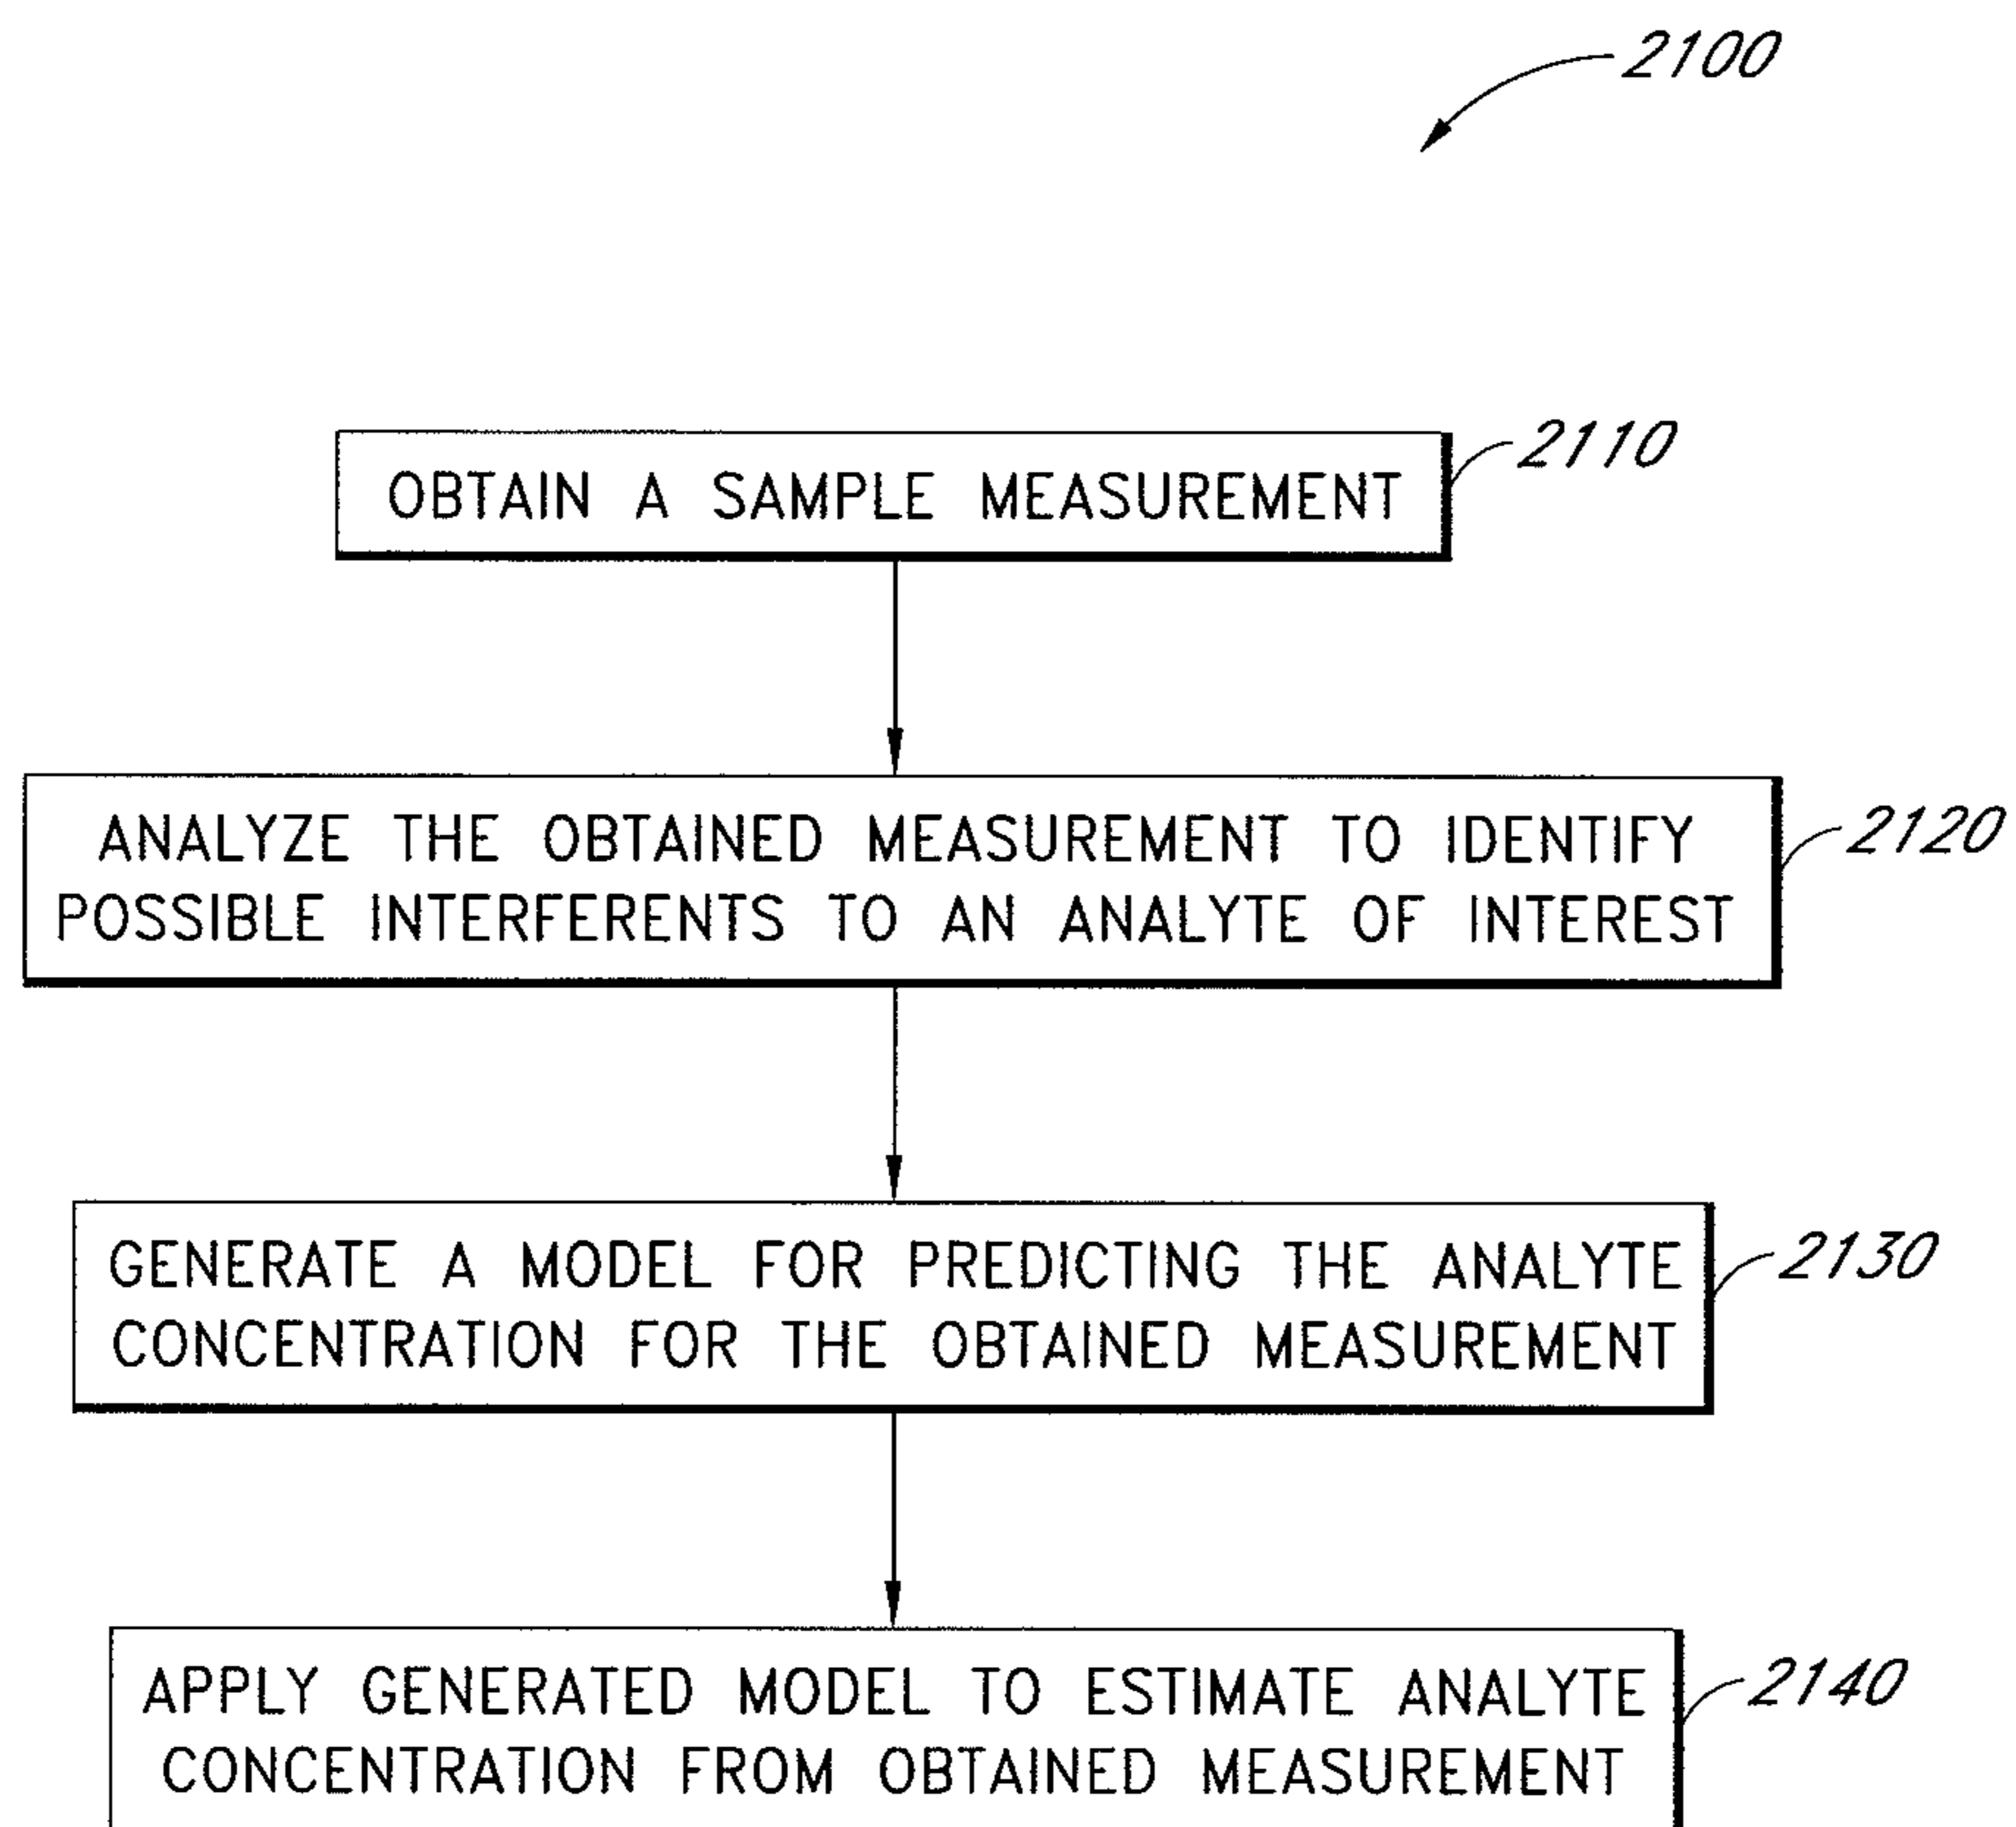 2100
OBTAIN A SAMPLE MEASUREMENT
2110
ANALYZE THE OBTAINED MEASUREMENT TO IDENTIFY
POSSIBLE INTERFERENTS TO AN ANALYTE OF INTEREST
2120
GENERATE A MODEL FOR PREDICTING THE ANALYTE
CONCENTRATION FOR THE OBTAINED MEASUREMENT
2130
APPLY GENERATED MODEL TO ESTIMATE ANALYTE
CONCENTRATION FROM OBTAINED MEASUREMENT
2140